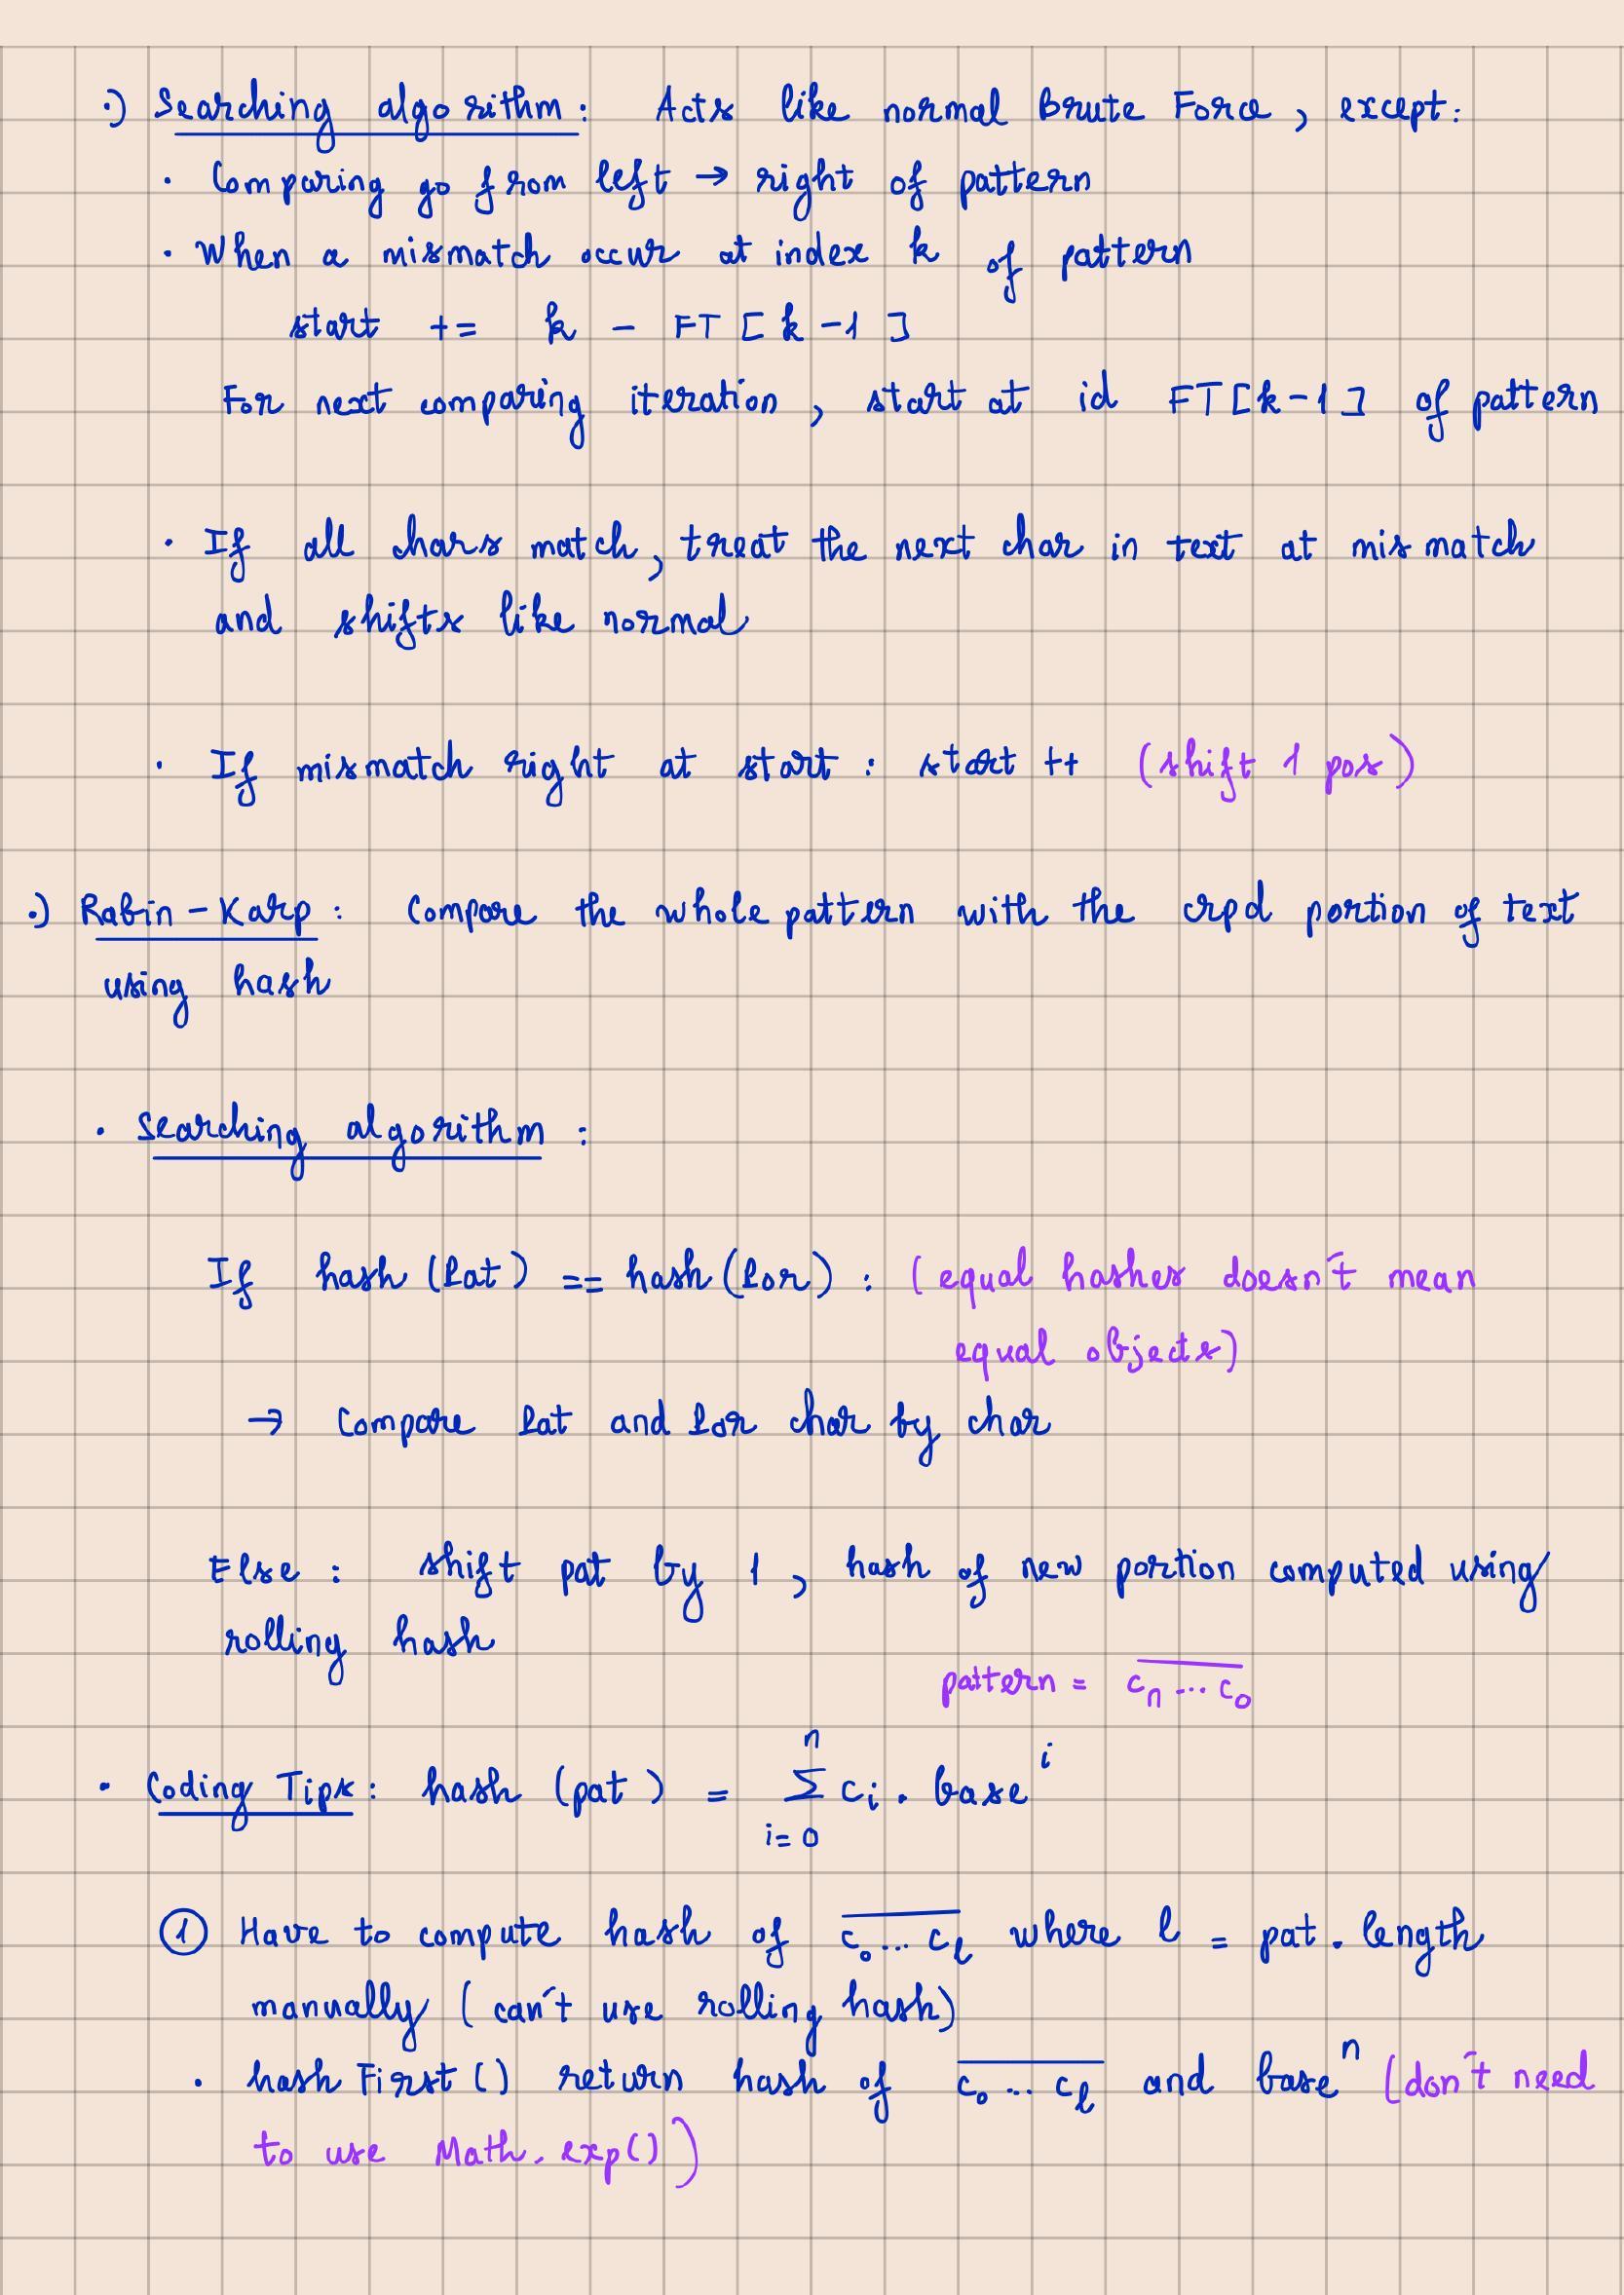 ·) Searching algorithm: Acts like normal Brute Force, except:
· Comparing go from left → right of pattern
· When a mismatch occur at index k of pattern
start += k - FT [k-1]
For next comparing iteration, start at id FT[k-1] of pattern
· If all chars match, treat the next char in text at mismatch
and shifts like normal
· If mismatch right at start: start ++ (shift 1 pos)
·) Rabin-Karp: Compare the whole pattern with the crpd portion of text
using hash
· Searching algorithm:
If hash (Pat) == hash (Por): (equal hashes doesn't mean
equal objects)
→ Compare Pat and Por char by char
Else: shift pat by 1, hash of new portion computed using
rolling hash
pattern = \overline{c_n ... c_0}
· Coding Tips: hash (pat) = \sum_{i=0}^{n} c_i . base^i
① Have to compute hash of \overline{c_0 ... c_l} where l = pat.length
manually (can't use rolling hash)
· hash First () return hash of \overline{c_0 ... c_l} and base^n (don't need
to use Math.exp())